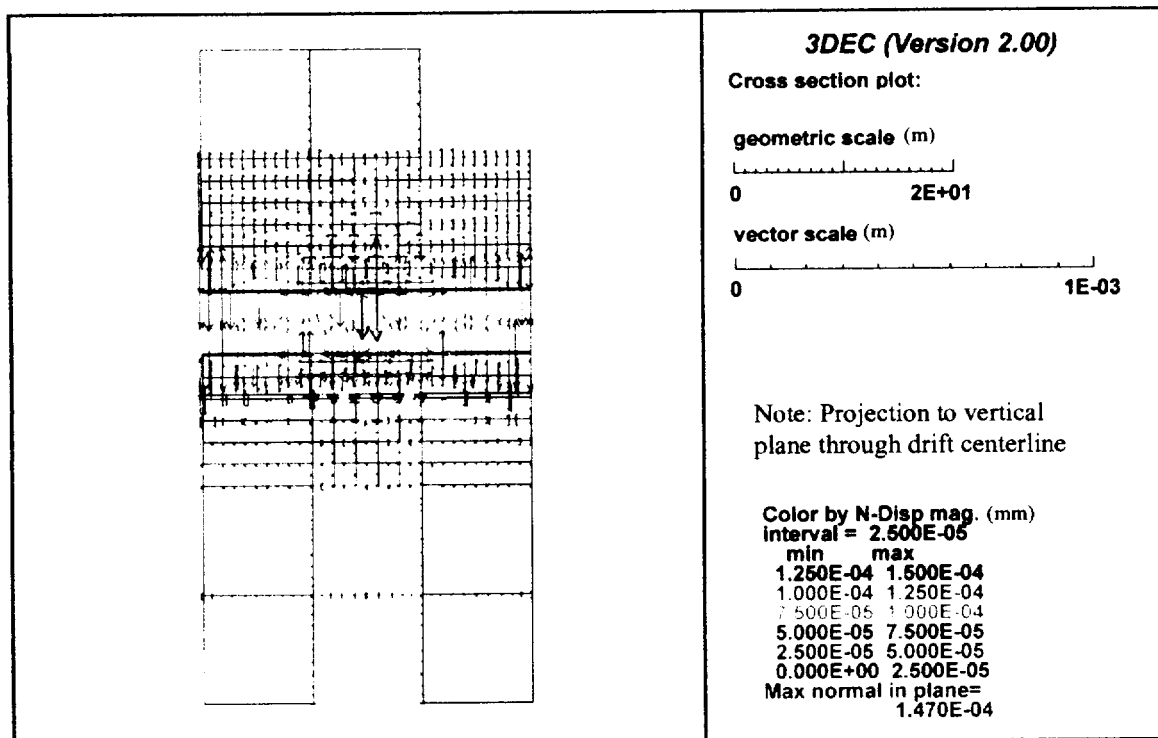 3DEC (Version 2.00)
Cross section plot:
geometric scale (m)
0 2E+01
vector scale (m)
0 1E-03
Note: Projection to vertical
plane through drift centerline
Color by N-Disp mag. (mm)
interval = 2.500E-05
min max
1.250E-04 1.500E-04
1.000E-04 1.250E-04
7.500E-05 1.000E-04
5.000E-05 7.500E-05
2.500E-05 5.000E-05
0.000E+00 2.500E-05
Max normal in plane=
1.470E-04